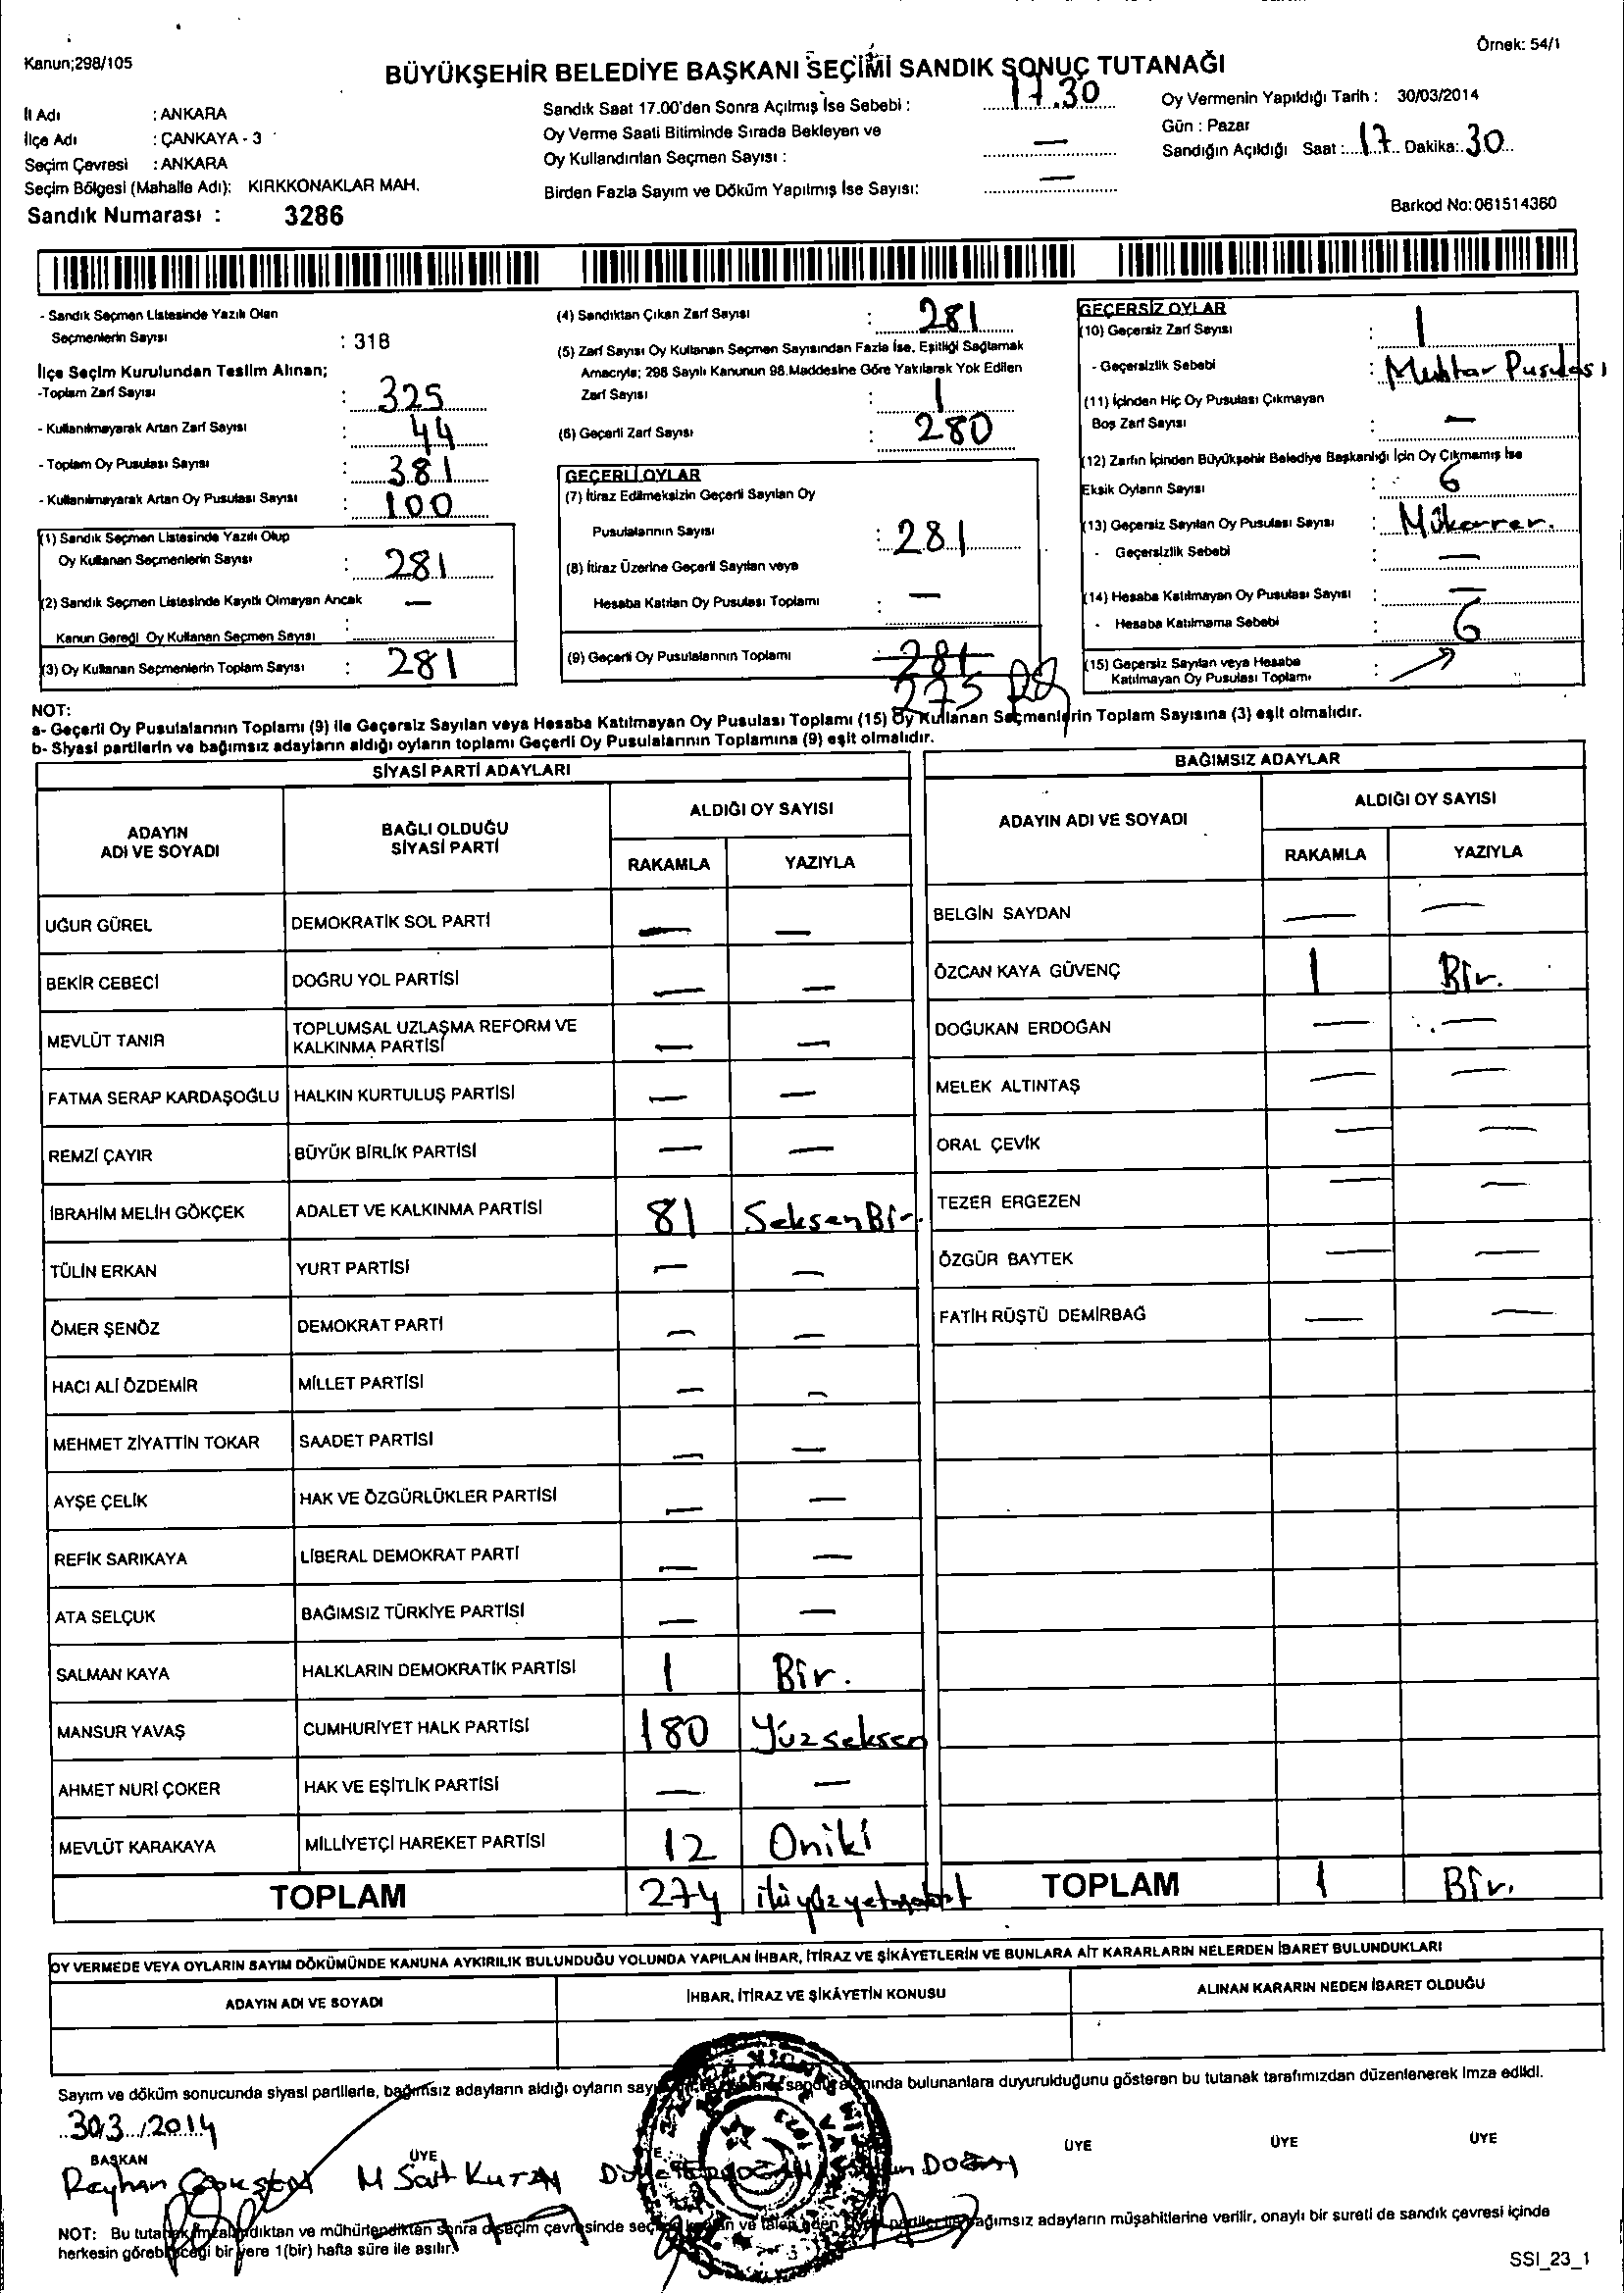 Kanun;298/105
Örnek: 54/1
BÜYÜKŞEHİR BELEDİYE BAŞKANI SEÇİMİ SANDIK SONUÇ TUTANAĞI
İl Adı : ANKARA
İlçe Adı : ÇANKAYA - 3
Seçim Çevresi : ANKARA
Seçim Bölgesi (Mahalle Adı): KIRKKONAKLAR MAH.
Sandık Numarası : 3286
Sandık Saat 17.00'den Sonra Açılmış İse Sebebi : 17.30
Oy Verme Saati Bitiminde Sırada Bekleyen ve
Oy Kullandırılan Seçmen Sayısı : —
Birden Fazla Sayım ve Döküm Yapılmış İse Sayısı: —
Oy Vermenin Yapıldığı Tarih : 30/03/2014
Gün : Pazar
Sandığın Açıldığı Saat : 17 Dakika: 30
Barkod No: 061514360
- Sandık Seçmen Listesinde Yazılı Olan
Seçmenlerin Sayısı : 318
İlçe Seçim Kurulundan Teslim Alınan;
-Toplam Zarf Sayısı : 325
- Kullanılmayarak Artan Zarf Sayısı : 44
- Toplam Oy Pusulası Sayısı : 381
- Kullanılmayarak Artan Oy Pusulası Sayısı : 100
(1) Sandık Seçmen Listesinde Yazılı Olup
Oy Kullanan Seçmenlerin Sayısı : 281
(2) Sandık Seçmen Listesinde Kayıtlı Olmayan Ancak —
Kanun Gereği Oy Kullanan Seçmen Sayısı :
(3) Oy Kullanan Seçmenlerin Toplam Sayısı : 281
(4) Sandıktan Çıkan Zarf Sayısı : 281
(5) Zarf Sayısı Oy Kullanan Seçmen Sayısından Fazla İse, Eşitliği Sağlamak
Amacıyla; 298 Sayılı Kanunun 98.Maddesine Göre Yakılarak Yok Edilen
Zarf Sayısı : 1
(6) Geçerli Zarf Sayısı : 280
GEÇERLİ OYLAR
(7) İtiraz Edilmeksizin Geçerli Sayılan Oy
Pusulalarının Sayısı : 281
(8) İtiraz Üzerine Geçerli Sayılan veya
Hesaba Katılan Oy Pusulası Toplamı : —
(9) Geçerli Oy Pusulalarının Toplamı 281
275
GEÇERSİZ OYLAR
(10) Geçersiz Zarf Sayısı : 1
- Geçersizlik Sebebi : Muhtar Pusulası
(11) İçinden Hiç Oy Pusulası Çıkmayan
Boş Zarf Sayısı : —
(12) Zarfın İçinden Büyükşehir Belediye Başkanlığı İçin Oy Çıkmamış İse
Eksik Oyların Sayısı : 6
(13) Geçersiz Sayılan Oy Pusulası Sayısı : Mükerrer.
- Geçersizlik Sebebi : —
(14) Hesaba Katılmayan Oy Pusulası Sayısı : —
- Hesaba Katılmama Sebebi : 6
(15) Geçersiz Sayılan veya Hesaba
Katılmayan Oy Pusulası Toplamı :
NOT:
a- Geçerli Oy Pusulalarının Toplamı (9) ile Geçersiz Sayılan veya Hesaba Katılmayan Oy Pusulası Toplamı (15) Oy Kullanan Seçmenlerin Toplam Sayısına (3) eşit olmalıdır.
b- Siyasi partilerin ve bağımsız adayların aldığı oyların toplamı Geçerli Oy Pusulalarının Toplamına (9) eşit olmalıdır.
SİYASİ PARTİ ADAYLARI
ADAYIN ADI VE SOYADI BAĞLI OLDUĞU SİYASİ PARTİ ALDIĞI OY SAYISI
RAKAMLA YAZIYLA
UĞUR GÜREL DEMOKRATİK SOL PARTİ — —
BEKİR CEBECİ DOĞRU YOL PARTİSİ — —
MEVLÜT TANIR TOPLUMSAL UZLAŞMA REFORM VE KALKINMA PARTİSİ — —
FATMA SERAP KARDAŞOĞLU HALKIN KURTULUŞ PARTİSİ — —
REMZİ ÇAYIR BÜYÜK BİRLİK PARTİSİ — —
İBRAHİM MELİH GÖKÇEK ADALET VE KALKINMA PARTİSİ 81 SeksenBir.
TÜLİN ERKAN YURT PARTİSİ — —
ÖMER ŞENÖZ DEMOKRAT PARTİ — —
HACI ALİ ÖZDEMİR MİLLET PARTİSİ — —
MEHMET ZİYATTİN TOKAR SAADET PARTİSİ — —
AYŞE ÇELİK HAK VE ÖZGÜRLÜKLER PARTİSİ — —
REFİK SARIKAYA LİBERAL DEMOKRAT PARTİ — —
ATA SELÇUK BAĞIMSIZ TÜRKİYE PARTİSİ — —
SALMAN KAYA HALKLARIN DEMOKRATİK PARTİSİ 1 Bir.
MANSUR YAVAŞ CUMHURİYET HALK PARTİSİ 180 Yüzseksen
AHMET NURİ ÇOKER HAK VE EŞİTLİK PARTİSİ — —
MEVLÜT KARAKAYA MİLLİYETÇİ HAREKET PARTİSİ 12 Oniki
TOPLAM 274
BAĞIMSIZ ADAYLAR
ADAYIN ADI VE SOYADI ALDIĞI OY SAYISI
RAKAMLA YAZIYLA
BELGİN SAYDAN — —
ÖZCAN KAYA GÜVENÇ 1 Bir.
DOĞUKAN ERDOĞAN — —
MELEK ALTINTAŞ — —
ORAL ÇEVİK — —
TEZER ERGEZEN — —
ÖZGÜR BAYTEK — —
FATİH RÜŞTÜ DEMİRBAĞ — —
TOPLAM 1 Bir.
OY VERMEDE VEYA OYLARIN SAYIM DÖKÜMÜNDE KANUNA AYKIRILIK BULUNDUĞU YOLUNDA YAPILAN İHBAR, İTİRAZ VE ŞİKÂYETLERİN VE BUNLARA AİT KARARLARIN NELERDEN İBARET BULUNDUKLARI
ADAYIN ADI VE SOYADI İHBAR, İTİRAZ VE ŞİKÂYETİN KONUSU ALINAN KARARIN NEDEN İBARET OLDUĞU
Sayım ve döküm sonucunda siyasi partilerle, bağımsız adayların aldığı oyların bulunanlara duyurulduğunu gösteren bu tutanak tarafımızdan düzenlenerek imza edildi.
30/3/2014
BAŞKAN ÜYE ÜYE ÜYE ÜYE
Reyhan M Sait DOĞAN
NOT: Bu tutanak imzalandıktan ve mühürlendikten sonra seçim çevresinde bağımsız adayların müşahitlerine verilir, onaylı bir sureti de sandık çevresi içinde
herkesin görebileceği bir yere 1(bir) hafta süre ile asılır.
SSI_23_1